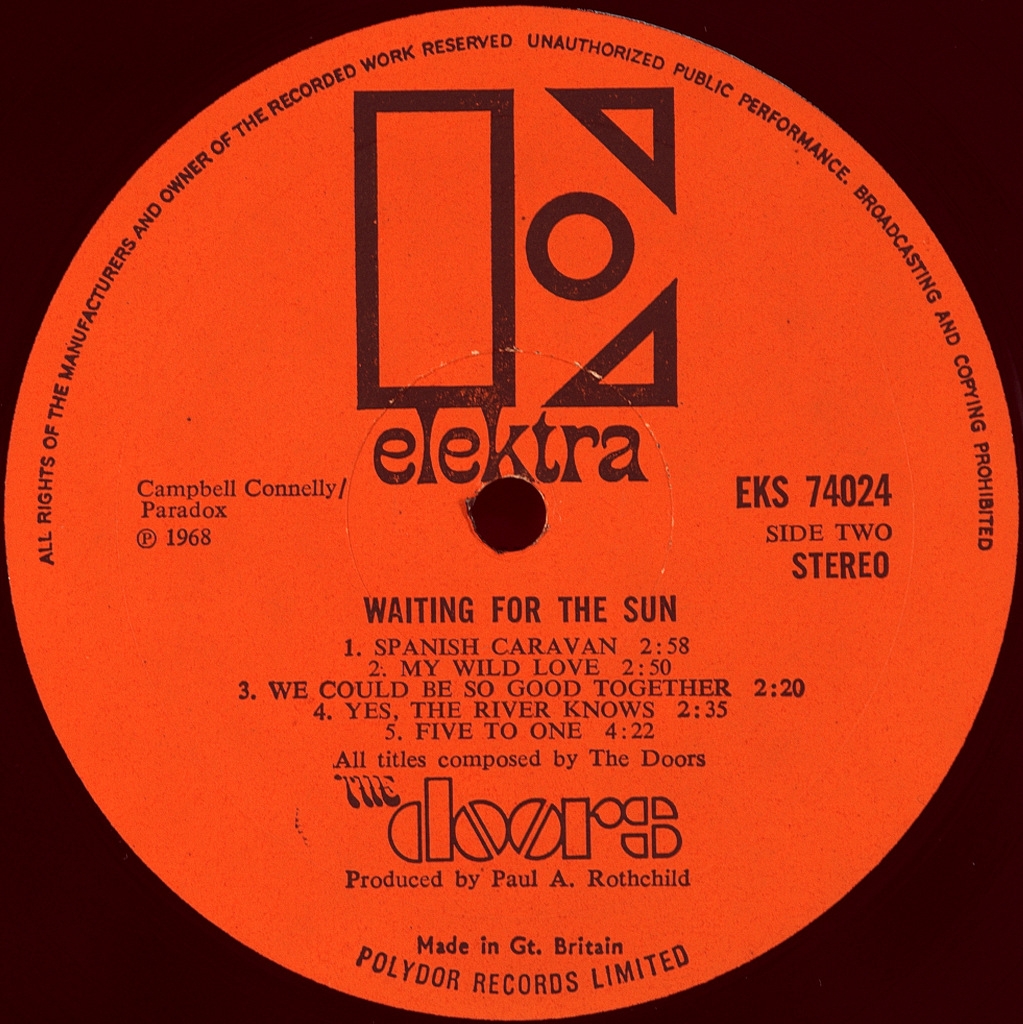 ALL RIGHTS OF THE MANUFACTURERS AND OWNER OF THE RECORDED WORK RESERVED UNAUTHORIZED PUBLIC PERFORMANCE. BROADCASTING AND COPYING PROHIBITED
elektra
Campbell Connelly/
Paradox
℗ 1968
EKS 74024
SIDE TWO
STEREO
WAITING FOR THE SUN
1. SPANISH CARAVAN 2:58
2. MY WILD LOVE 2:50
3. WE COULD BE SO GOOD TOGETHER 2:20
4. YES, THE RIVER KNOWS 2:35
5. FIVE TO ONE 4:22
All titles composed by The Doors
THE
doors
Produced by Paul A. Rothchild
Made in Gt. Britain
POLYDOR RECORDS LIMITED